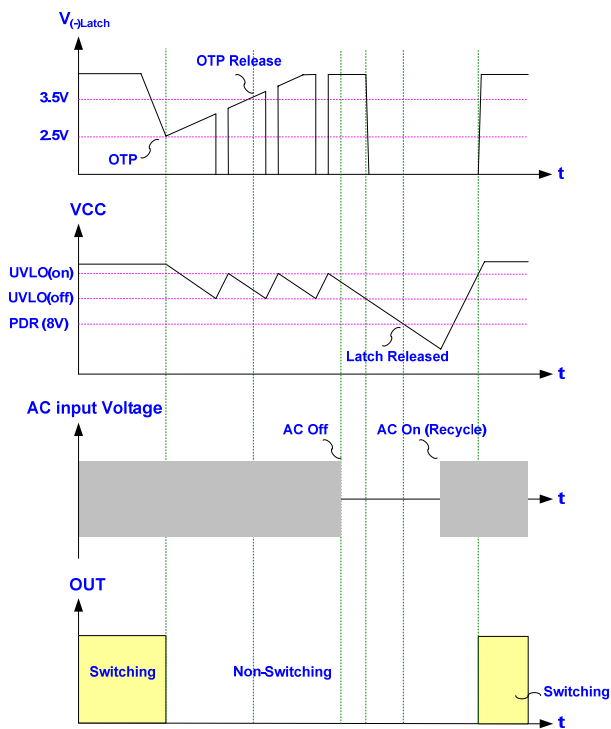 V(-)Latch
OTP Release
3.5V
2.5V
OTP
t
VCC
UVLO(on)
UVLO(off)
PDR (8V)
Latch Released
t
AC input Voltage
AC Off
AC On (Recycle)
t
OUT
Switching
Non-Switching
Switching
t